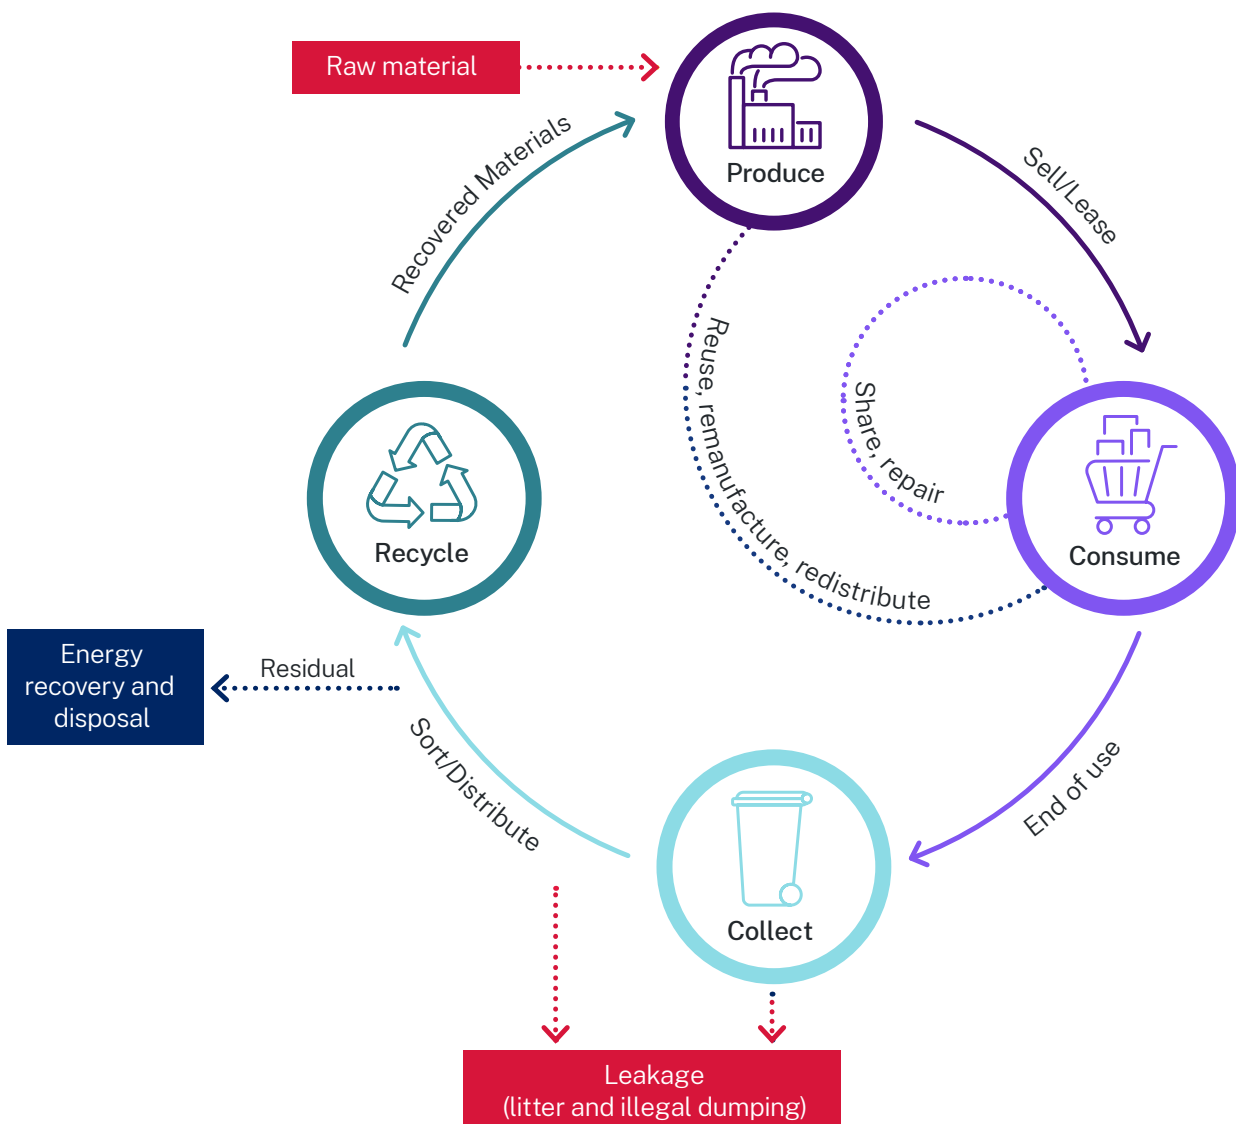 Raw material
Produce
Recovered Materials
Sell/Lease
Reuse, remanufacture, redistribute
Share, repair
Recycle
Consume
Energy
recovery and
disposal
Residual
Sort/Distribute
End of use
Collect
Leakage
(litter and illegal dumping)